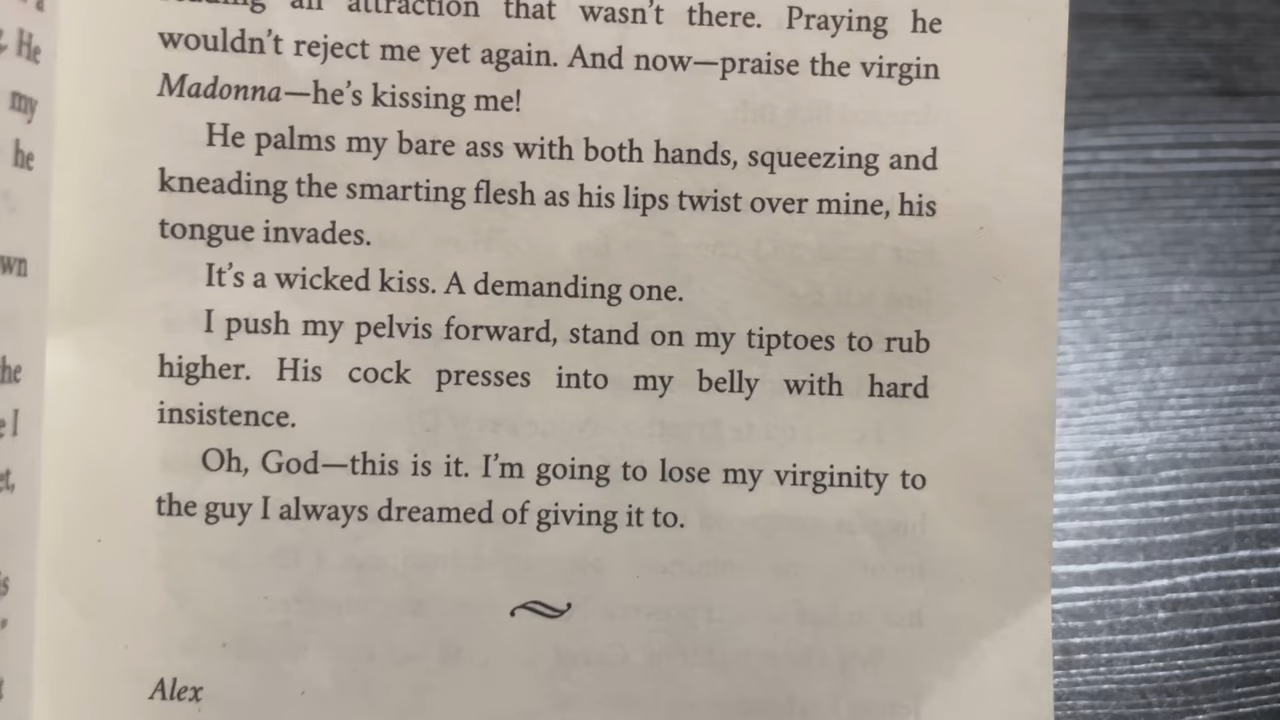 He
my
he
wn
he
I
attraction that wasn't there. Praying he
wouldn't reject me yet again. And now—praise the virgin
Madonna—he's kissing me!
He palms my bare ass with both hands, squeezing and
kneading the smarting flesh as his lips twist over mine, his
tongue invades.
It's a wicked kiss. A demanding one.
I push my pelvis forward, stand on my tiptoes to rub
higher. His cock presses into my belly with hard
insistence.
Oh, God—this is it. I'm going to lose my virginity to
the guy I always dreamed of giving it to.
Alex